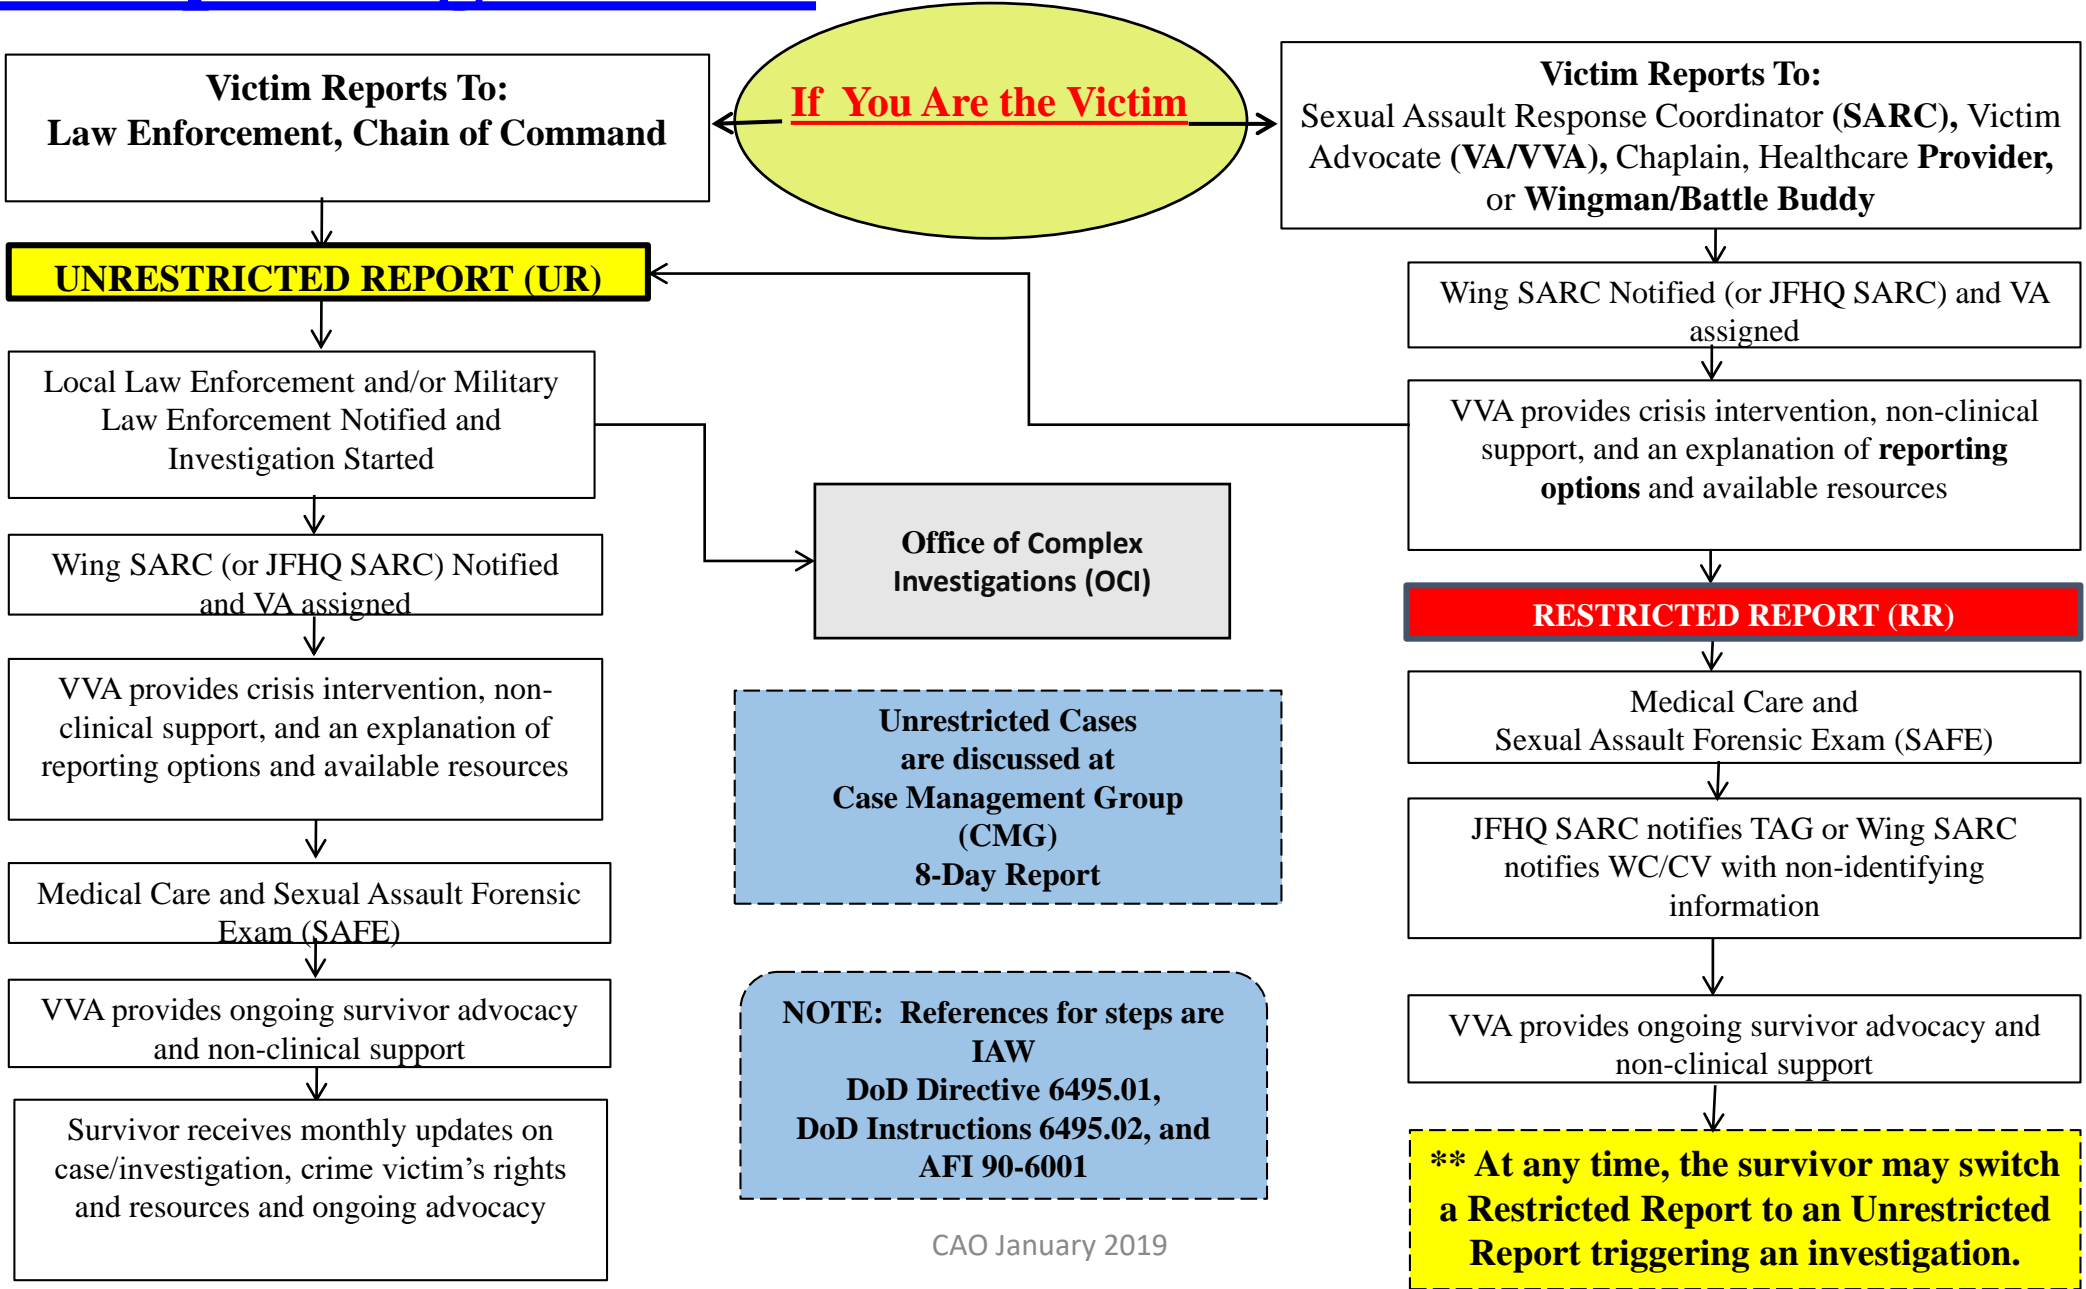 If You Are the Victim
Victim Reports To:
Law Enforcement, Chain of Command
UNRESTRICTED REPORT (UR)
Local Law Enforcement and/or Military
Law Enforcement Notified and
Investigation Started
Wing SARC (or JFHQ SARC) Notified
and VA assigned
VVA provides crisis intervention, non-
clinical support, and an explanation of
reporting options and available resources
Medical Care and Sexual Assault Forensic
Exam (SAFE)
VVA provides ongoing survivor advocacy
and non-clinical support
Survivor receives monthly updates on
case/investigation, crime victim’s rights
and resources and ongoing advocacy
Office of Complex
Investigations (OCI)
Unrestricted Cases
are discussed at
Case Management Group
(CMG)
8-Day Report
NOTE: References for steps are
IAW
DoD Directive 6495.01,
DoD Instructions 6495.02, and
AFI 90-6001
CAO January 2019
Victim Reports To:
Sexual Assault Response Coordinator (SARC), Victim
Advocate (VA/VVA), Chaplain, Healthcare Provider,
or Wingman/Battle Buddy
Wing SARC Notified (or JFHQ SARC) and VA
assigned
VVA provides crisis intervention, non-clinical
support, and an explanation of reporting
options and available resources
RESTRICTED REPORT (RR)
Medical Care and
Sexual Assault Forensic Exam (SAFE)
JFHQ SARC notifies TAG or Wing SARC
notifies WC/CV with non-identifying
information
VVA provides ongoing survivor advocacy and
non-clinical support
** At any time, the survivor may switch
a Restricted Report to an Unrestricted
Report triggering an investigation.